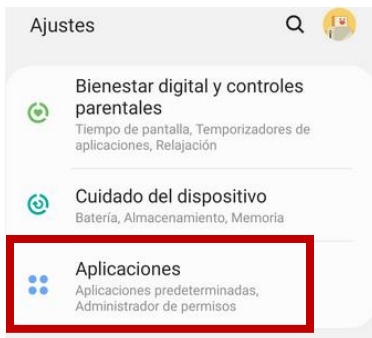 Ajustes
Bienestar digital y controles
parentales
Tiempo de pantalla, Temporizadores de
aplicaciones, Relajación
Cuidado del dispositivo
Batería, Almacenamiento, Memoria
Aplicaciones
Aplicaciones predeterminadas,
Administrador de permisos